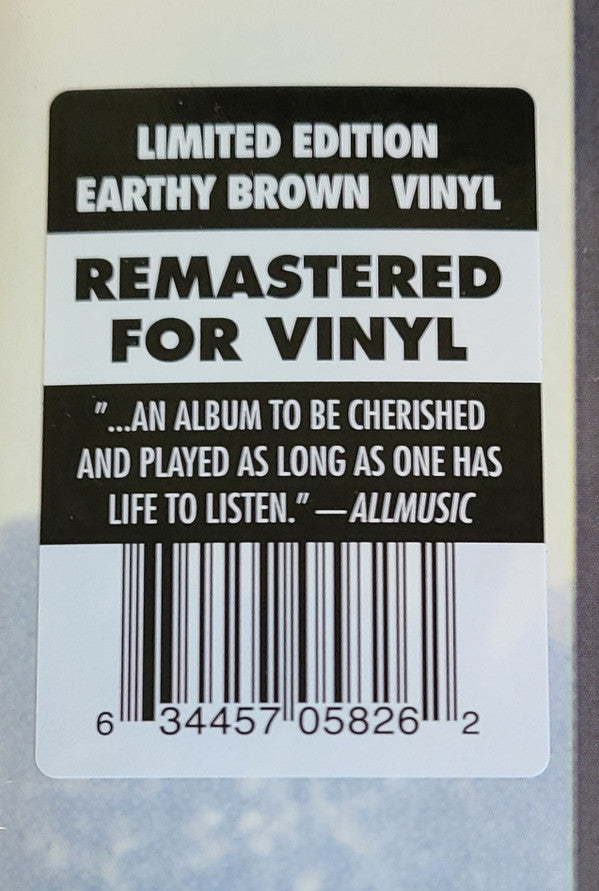 LIMITED EDITION
EARTHY BROWN VINYL
REMASTERED
FOR VINYL
"...AN ALBUM TO BE CHERISHED
AND PLAYED AS LONG AS ONE HAS
LIFE TO LISTEN." —ALLMUSIC
6 34457 05826 2